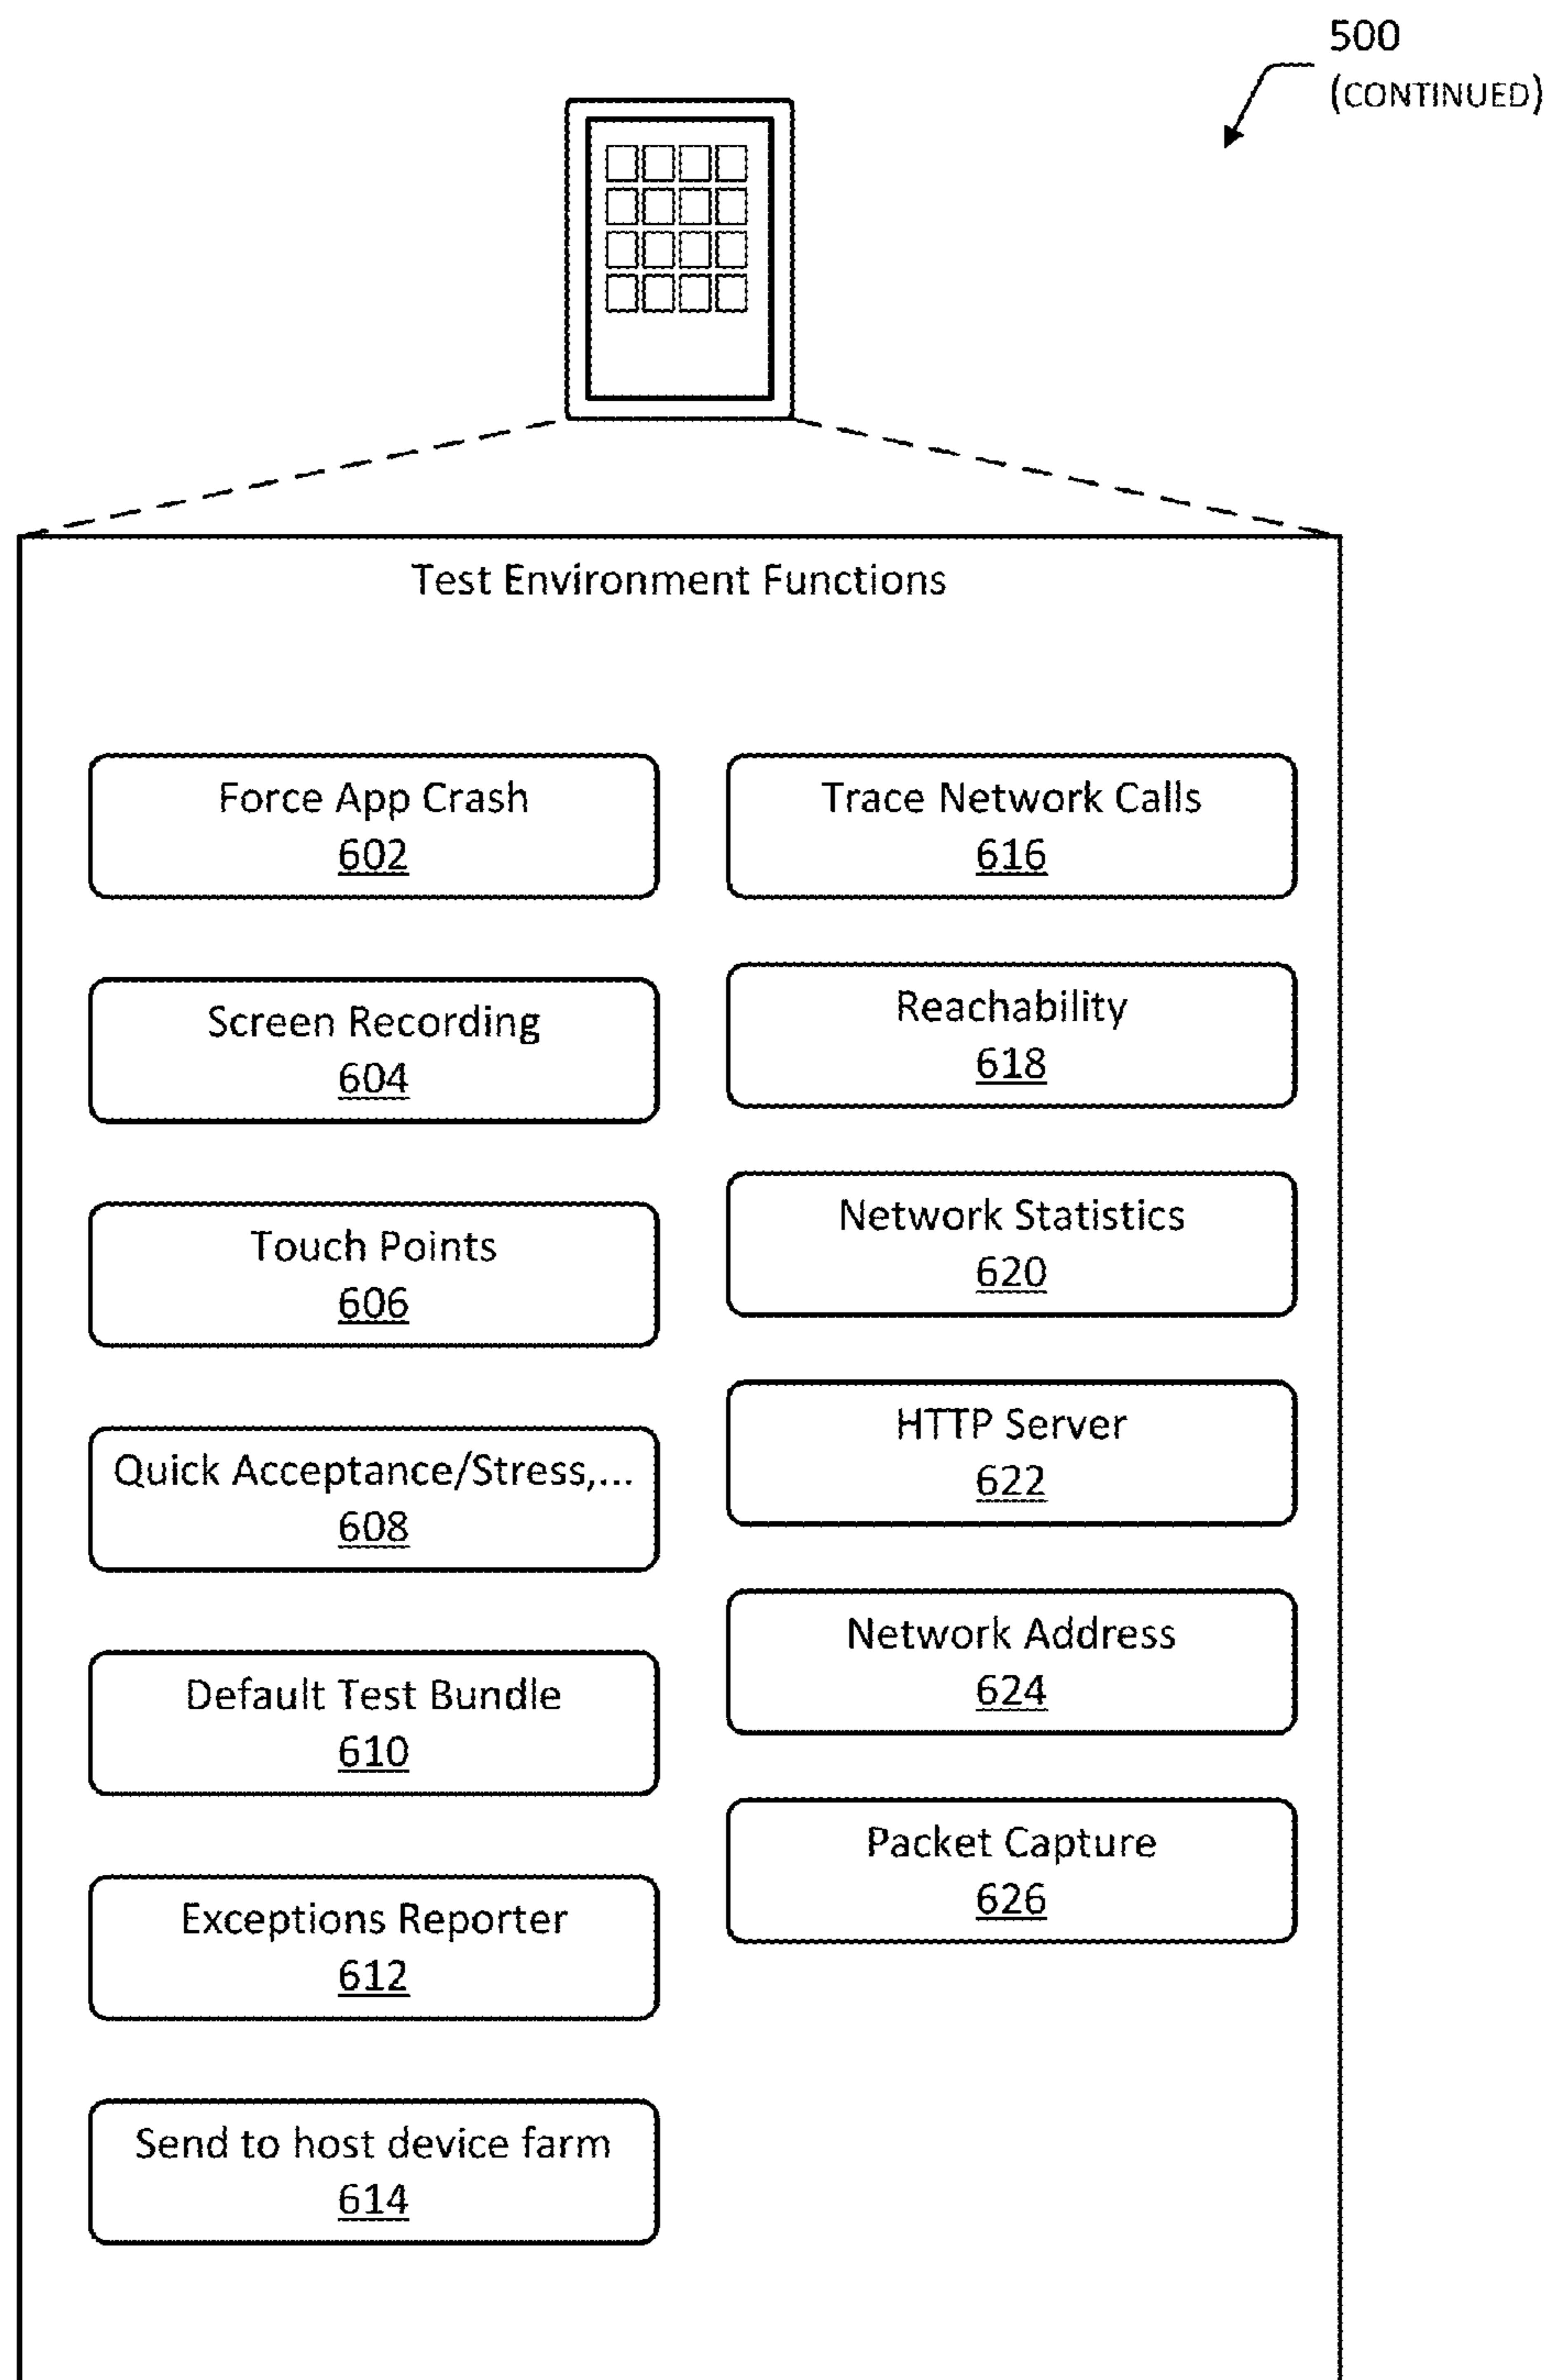 500
(CONTINUED)
Test Environment Functions
Force App Crash
602
Screen Recording
604
Touch Points
606
Quick Acceptance/Stress,...
608
Default Test Bundle
610
Exceptions Reporter
612
Send to host device farm
614
Trace Network Calls
616
Reachability
618
Network Statistics
620
HTTP Server
622
Network Address
624
Packet Capture
626